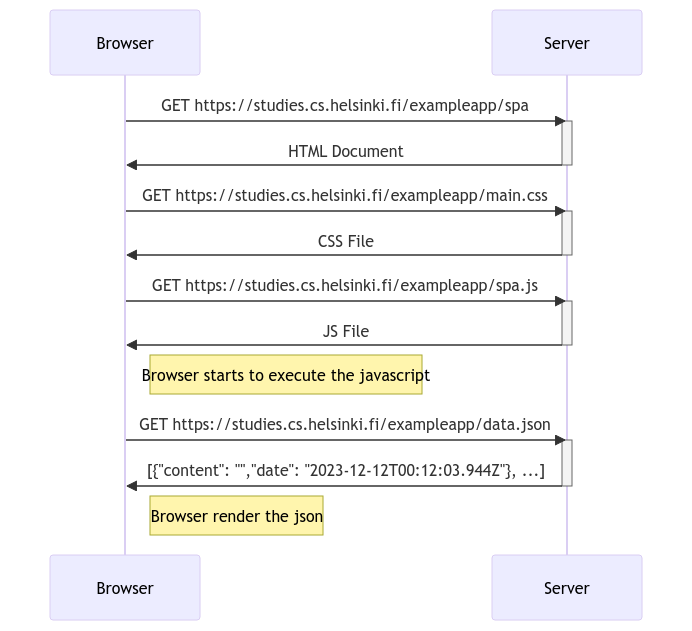 Browser
Server
GET https://studies.cs.helsinki.fi/exampleapp/spa
HTML Document
GET https://studies.cs.helsinki.fi/exampleapp/main.css
CSS File
GET https://studies.cs.helsinki.fi/exampleapp/spa.js
JS File
Browser starts to execute the javascript
GET https://studies.cs.helsinki.fi/exampleapp/data.json
[{"content": "","date": "2023-12-12T00:12:03.944Z"}, ...]
Browser render the json
Browser
Server